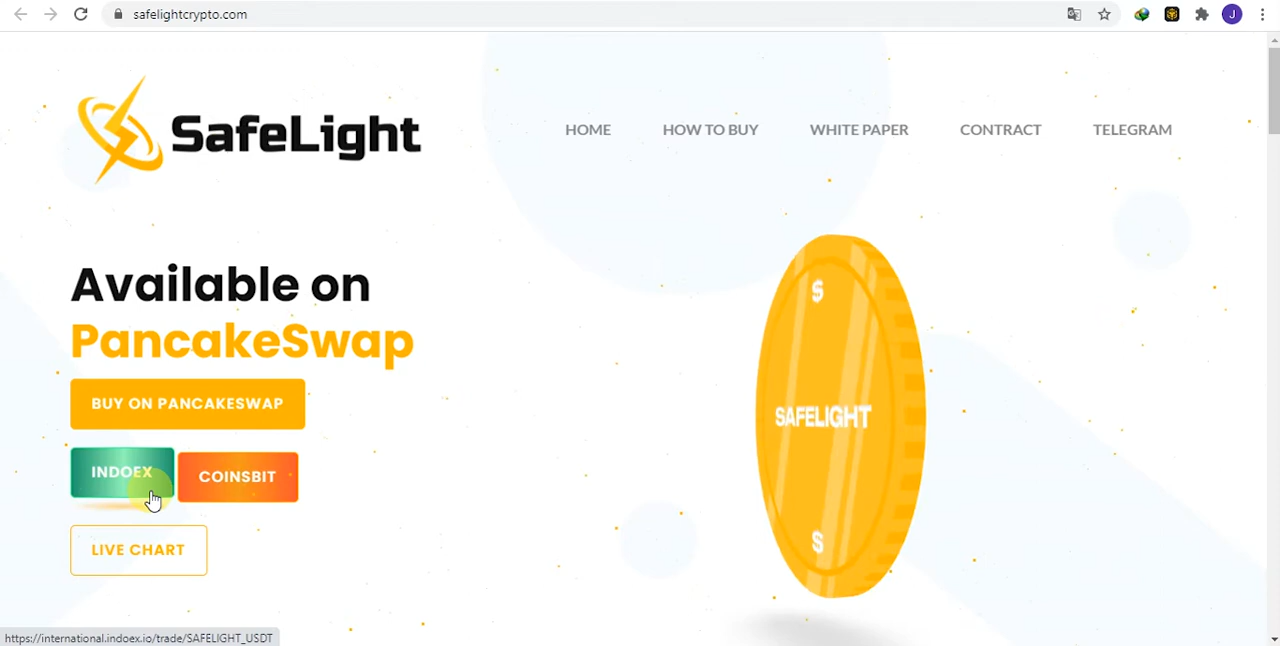 safelightcrypto.com
J
SafeLight
HOME HOW TO BUY WHITE PAPER CONTRACT TELEGRAM
Available on
PancakeSwap
BUY ON PANCAKESWAP
INDOEX COINSBIT
LIVE CHART
$
SAFELIGHT
$
https://international.indoex.io/trade/SAFELIGHT_USDT